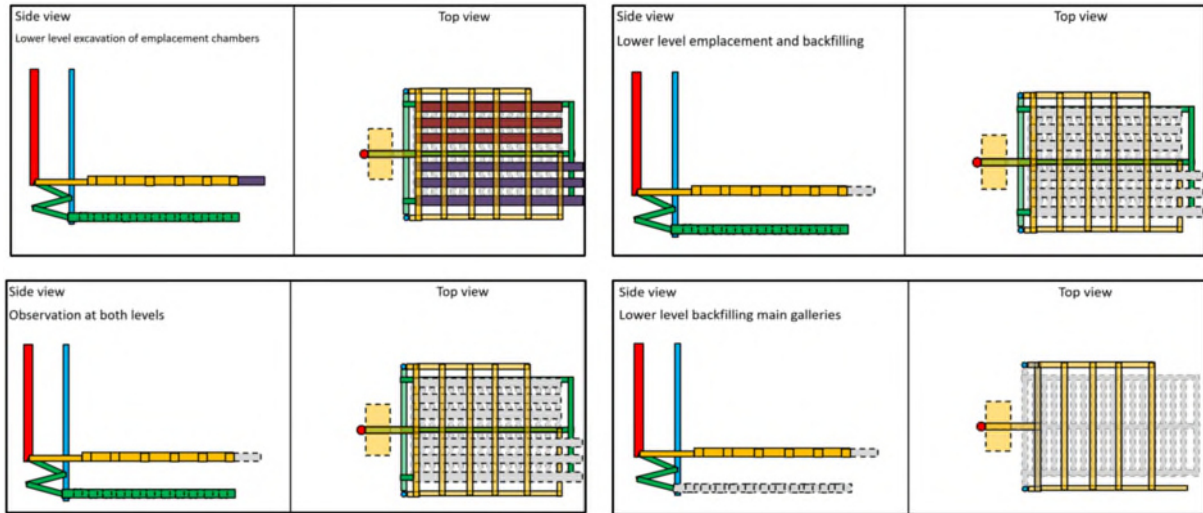 Side view
Top view
Lower level excavation of emplacement chambers
Side view
Top view
Lower level emplacement and backfilling
Side view
Top view
Observation at both levels
Side view
Top view
Lower level backfilling main galleries